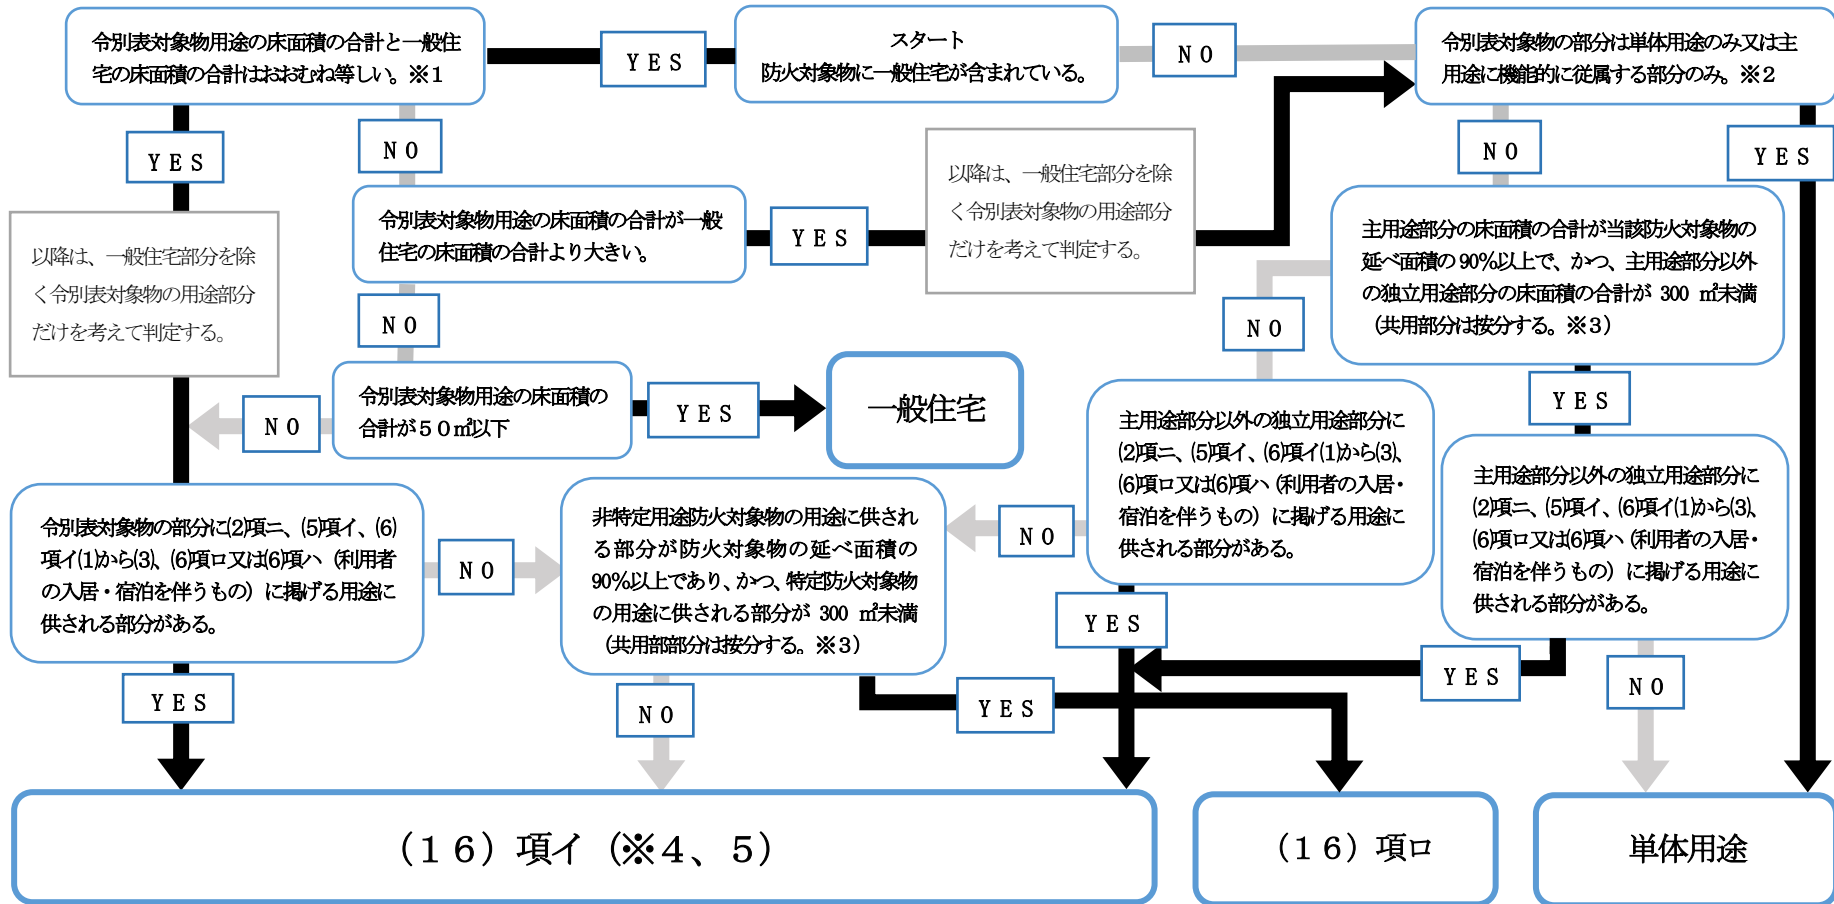 令別表対象物用途の床面積の合計と一般住
宅の床面積の合計はおおむね等しい。※1
YES
スタート
防火対象物に一般住宅が含まれている。
NO
令別表対象物の部分は単体用途のみ又は主
用途に機能的に従属する部分のみ。※2
YES
NO
以降は、一般住宅部分を除
く令別表対象物の用途部分
だけを考えて判定する。
NO
YES
令別表対象物用途の床面積の合計が一般
住宅の床面積の合計より大きい。
YES
以降は、一般住宅部分を除
く令別表対象物の用途部分
だけを考えて判定する。
主用途部分の床面積の合計が当該防火対象物の
延べ面積の90%以上で、かつ、主用途部分以外
の独立用途部分の床面積の合計が 300 ㎡未満
(共用部分は按分する。※3)
NO
NO
令別表対象物用途の床面積の
合計が50㎡以下
NO
YES
一般住宅
YES
主用途部分以外の独立用途部分に
(2)項ニ、(5)項イ、(6)項イ(1)から(3)、
(6)項ロ又は(6)項ハ(利用者の入居・
宿泊を伴うもの)に掲げる用途に
供される部分がある。
主用途部分以外の独立用途部分に
(2)項ニ、(5)項イ、(6)項イ(1)から(3)、
(6)項ロ又は(6)項ハ(利用者の入居・
宿泊を伴うもの)に掲げる用途に
供される部分がある。
令別表対象物の部分に(2)項ニ、(5)項イ、(6)
項イ(1)から(3)、(6)項ロ又は(6)項ハ(利用者
の入居・宿泊を伴うもの)に掲げる用途に
供される部分がある。
NO
非特定用途防火対象物の用途に供され
る部分が防火対象物の延べ面積の
90%以上であり、かつ、特定防火対象物
の用途に供される部分が 300 ㎡未満
(共用部部分は按分する。※3)
NO
YES
YES
NO
YES
NO
YES
(16)項イ(※4、5)
(16)項ロ
単体用途